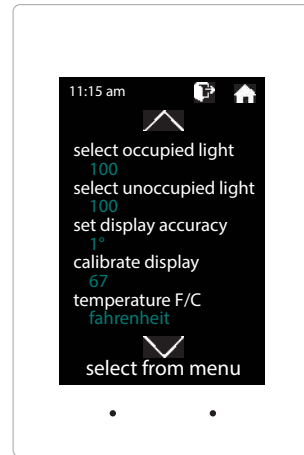 11:15 am
select occupied light
100
select unoccupied light
100
set display accuracy
1°
calibrate display
67
temperature F/C
fahrenheit
select from menu